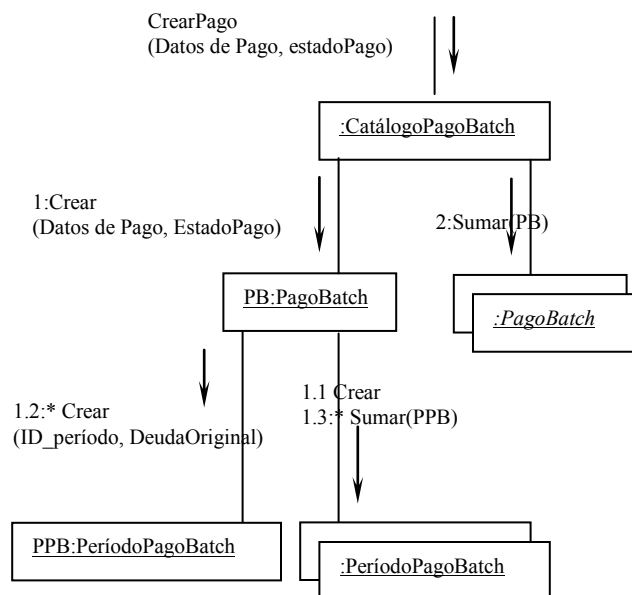 CrearPago
(Datos de Pago, estadoPago)
:CatálogoPagoBatch
1:Crear
(Datos de Pago, EstadoPago)
2:Sumar(PB)
PB:PagoBatch
:PagoBatch
1.2:* Crear
(ID_período, DeudaOriginal)
1.1 Crear
1.3:* Sumar(PPB)
PPB:PeríodoPagoBatch
:PeríodoPagoBatch